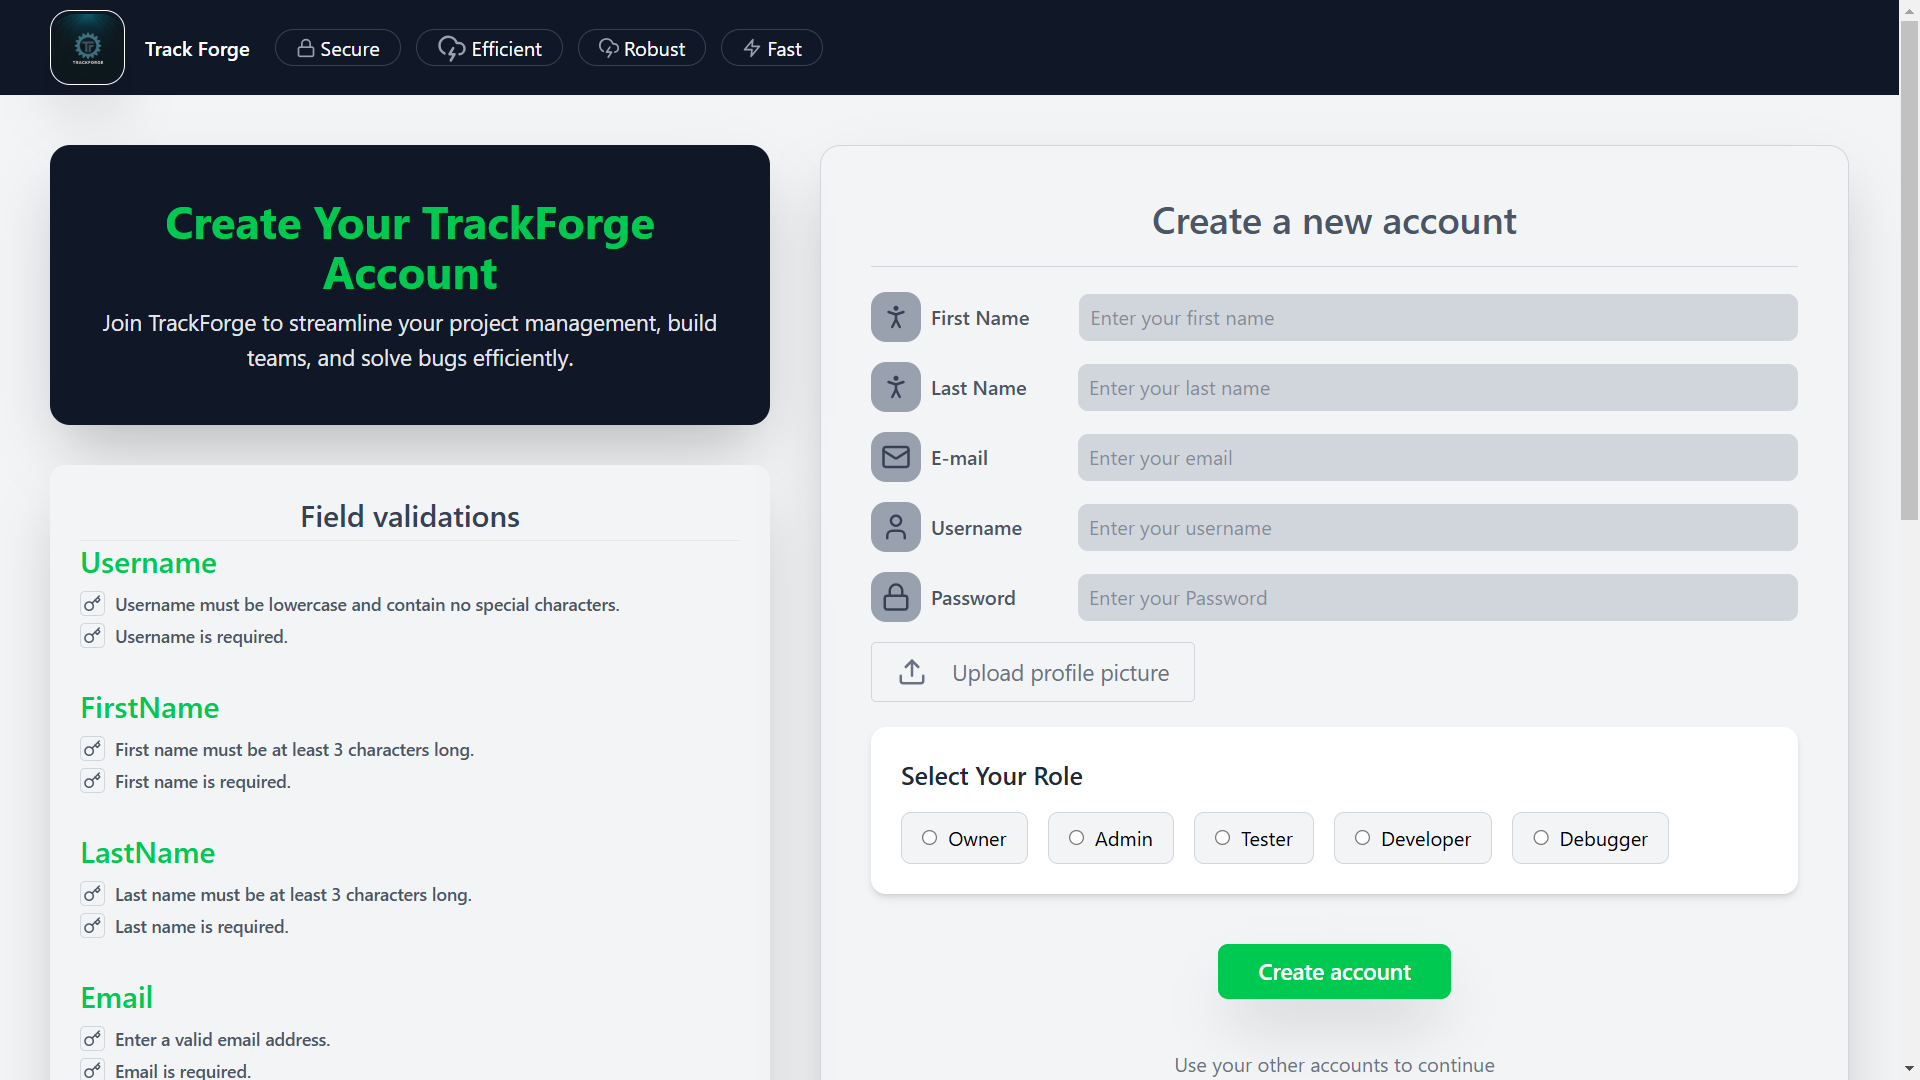 TF
TRACKFORGE
Track Forge
Secure
Efficient
Robust
Fast
Create Your TrackForge
Account
Join TrackForge to streamline your project management, build
teams, and solve bugs efficiently.
Field validations
Username
Username must be lowercase and contain no special characters.
Username is required.
FirstName
First name must be at least 3 characters long.
First name is required.
LastName
Last name must be at least 3 characters long.
Last name is required.
Email
Enter a valid email address.
Email is required.
Create a new account
First Name
Enter your first name
Last Name
Enter your last name
E-mail
Enter your email
Username
Enter your username
Password
Enter your Password
Upload profile picture
Select Your Role
Owner
Admin
Tester
Developer
Debugger
Create account
Use your other accounts to continue